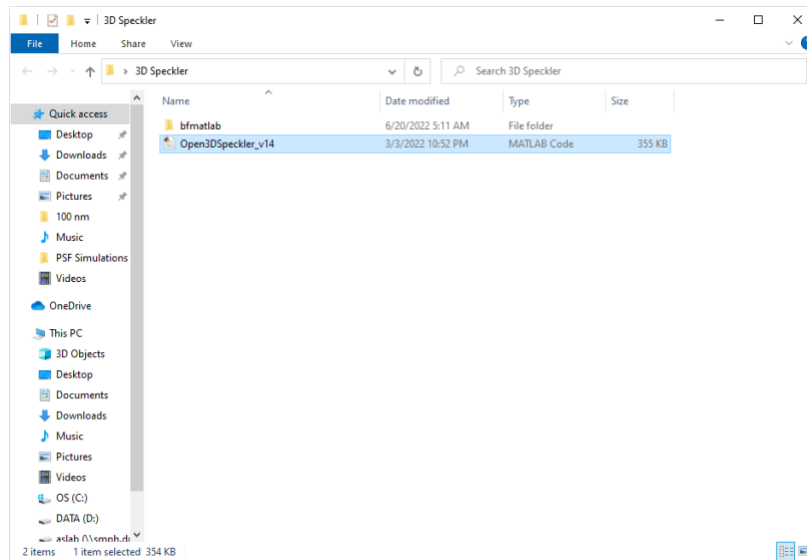 3D Speckler
File Home Share View
3D Speckler
Search 3D Speckler
Name Date modified Type Size
bfmatlab 6/20/2022 5:11 AM File folder
Open3DSpeckler_v14 3/3/2022 10:52 PM MATLAB Code 355 KB
Quick access
Desktop
Downloads
Documents
Pictures
100 nm
Music
PSF Simulations
Videos
OneDrive
This PC
3D Objects
Desktop
Documents
Downloads
Music
Pictures
Videos
OS (C:)
DATA (D:)
aslab (\\smph.d
2 items 1 item selected 354 KB